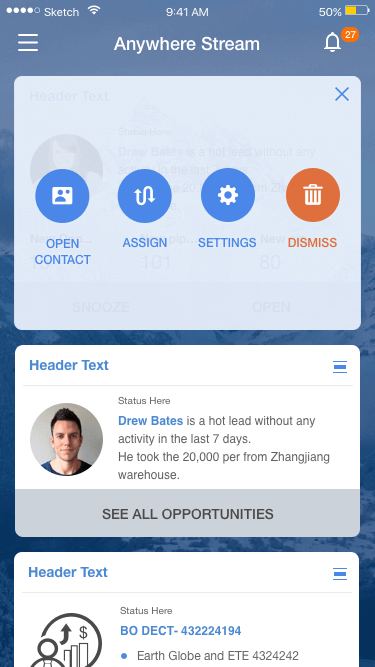 Sketch 9:41 AM 50%
Anywhere Stream 27
Header Text
Status Here
Drew Bates is a hot lead without any
OPEN CONTACT
ASSIGN
SETTINGS
DISMISS
101
80
SNOOZE OPEN
Header Text
Status Here
Drew Bates is a hot lead without any
activity in the last 7 days.
He took the 20,000 per from Zhangjiang
warehouse.
SEE ALL OPPORTUNITIES
Header Text
Status Here
$
BO DECT- 432224194
• Earth Globe and ETE 4324242